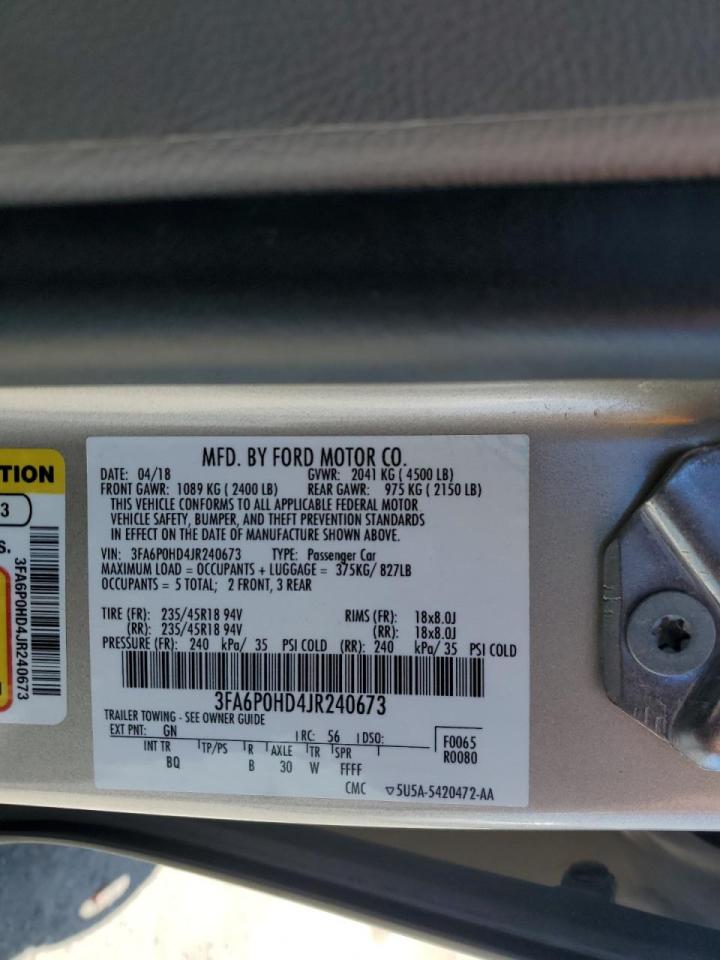 TION
3
S.
3FA6P0HD4JR240673
MFD. BY FORD MOTOR CO.
DATE: 04/18 GVWR: 2041 KG ( 4500 LB)
FRONT GAWR: 1089 KG ( 2400 LB) REAR GAWR: 975 KG ( 2150 LB)
THIS VEHICLE CONFORMS TO ALL APPLICABLE FEDERAL MOTOR
VEHICLE SAFETY, BUMPER, AND THEFT PREVENTION STANDARDS
IN EFFECT ON THE DATE OF MANUFACTURE SHOWN ABOVE.
VIN: 3FA6P0HD4JR240673 TYPE: Passenger Car
MAXIMUM LOAD = OCCUPANTS + LUGGAGE = 375KG/ 827LB
OCCUPANTS = 5 TOTAL; 2 FRONT, 3 REAR
TIRE (FR): 235/45R18 94V RIMS (FR): 18x8.0J
(RR): 235/45R18 94V (RR): 18x8.0J
PRESSURE (FR): 240 kPa/ 35 PSI COLD (RR): 240 kPa/ 35 PSI COLD
3FA6P0HD4JR240673
TRAILER TOWING - SEE OWNER GUIDE
EXT PNT: GN RC: 56 DSO: F0065
INT TR TP/PS R AXLE TR SPR R0080
BQ B 30 W FFFF
CMC ▽5U5A-5420472-AA